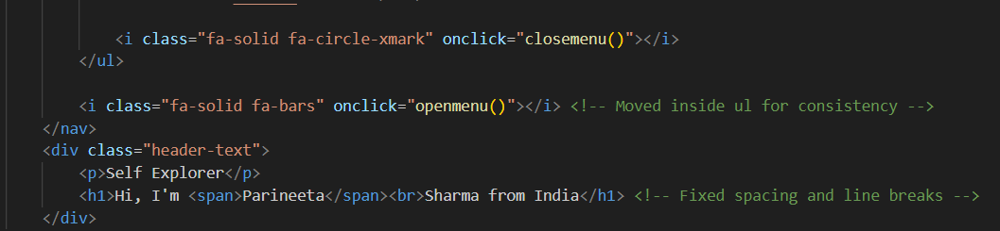 <i class="fa-solid fa-circle-xmark" onclick="closemenu()"></i>
</ul>
<i class="fa-solid fa-bars" onclick="openmenu()"></i> <!-- Moved inside ul for consistency -->
</nav>
<div class="header-text">
<p>Self Explorer</p>
<h1>Hi, I'm <span>Parineeta</span><br>Sharma from India</h1> <!-- Fixed spacing and line breaks -->
</div>